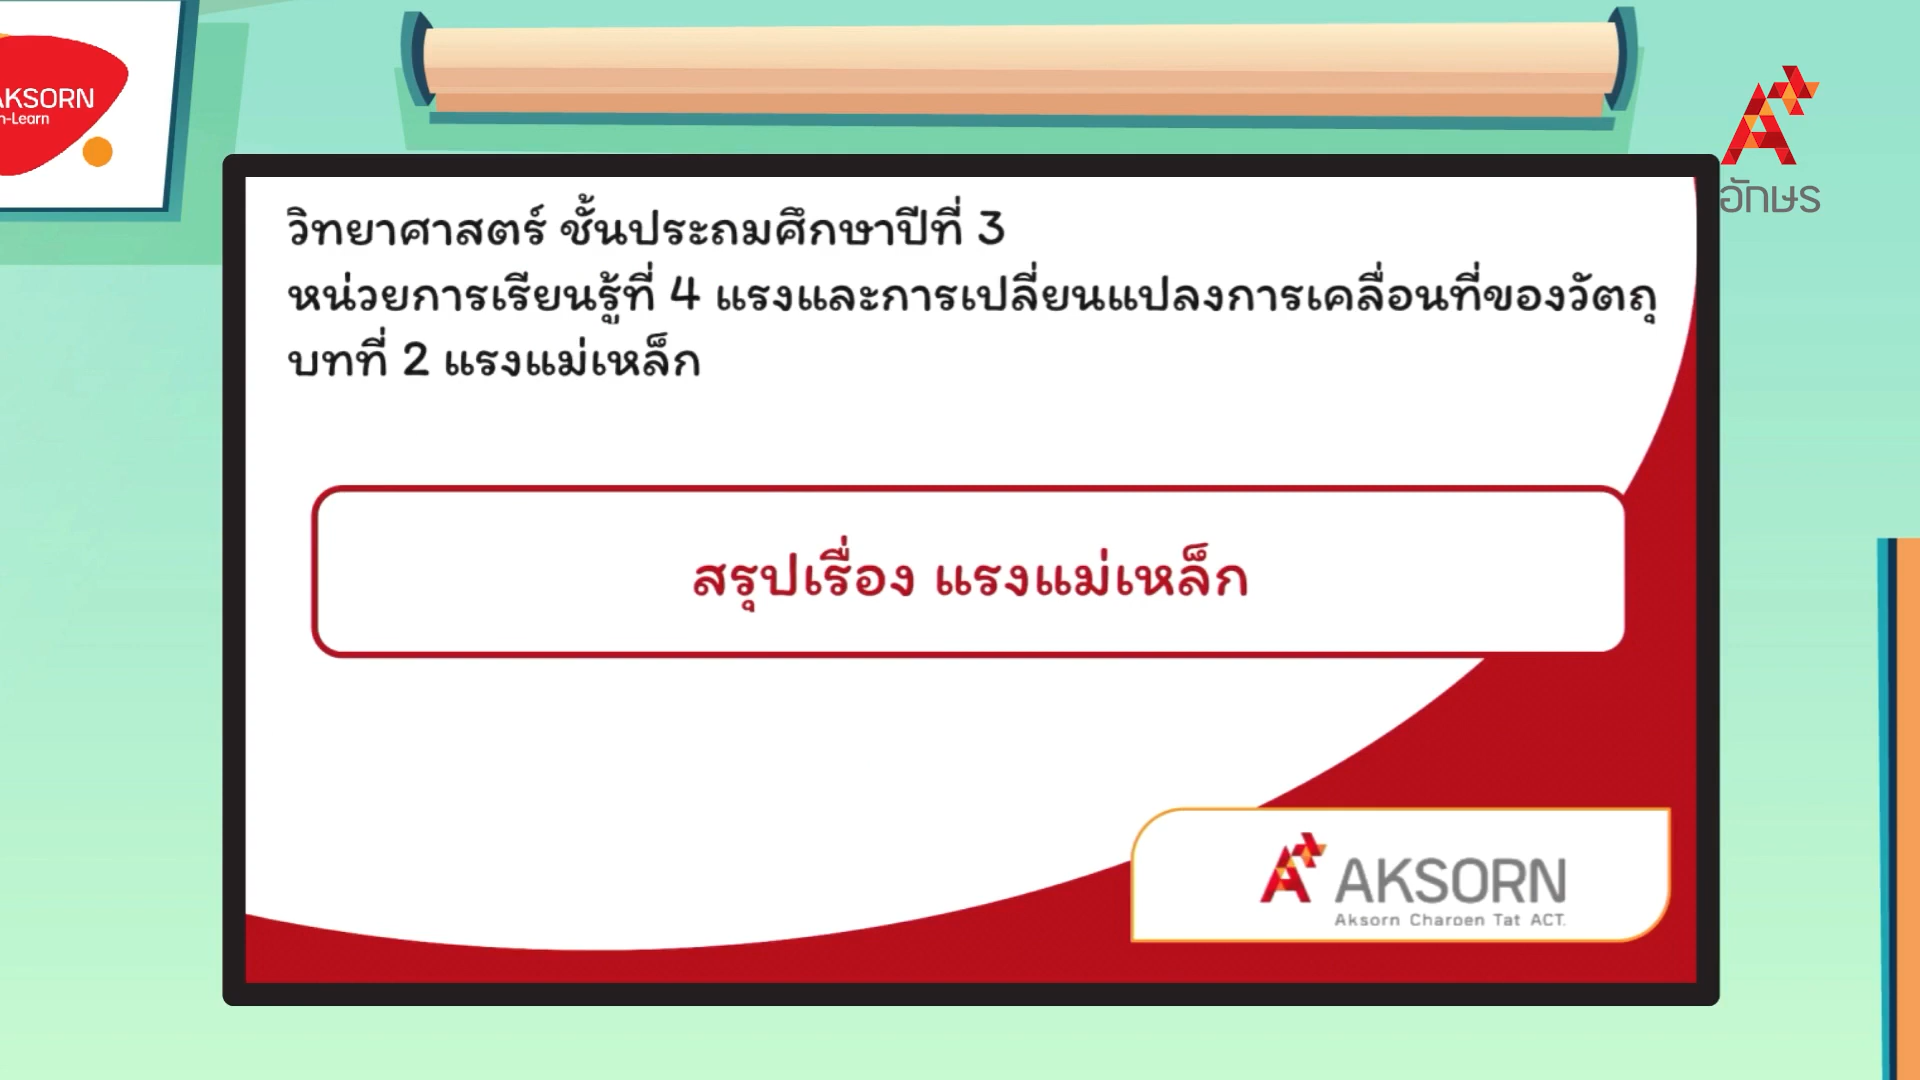 AKSORN
n-Learn
อักษร
วิทยาศาสตร์ ชั้นประถมศึกษาปีที่ 3
หน่วยการเรียนรู้ที่ 4 แรงและการเปลี่ยนแปลงการเคลื่อนที่ของวัตถุ
บทที่ 2 แรงแม่เหล็ก
สรุปเรื่อง แรงแม่เหล็ก
AKSORN
Aksorn Charoen Tat ACT.